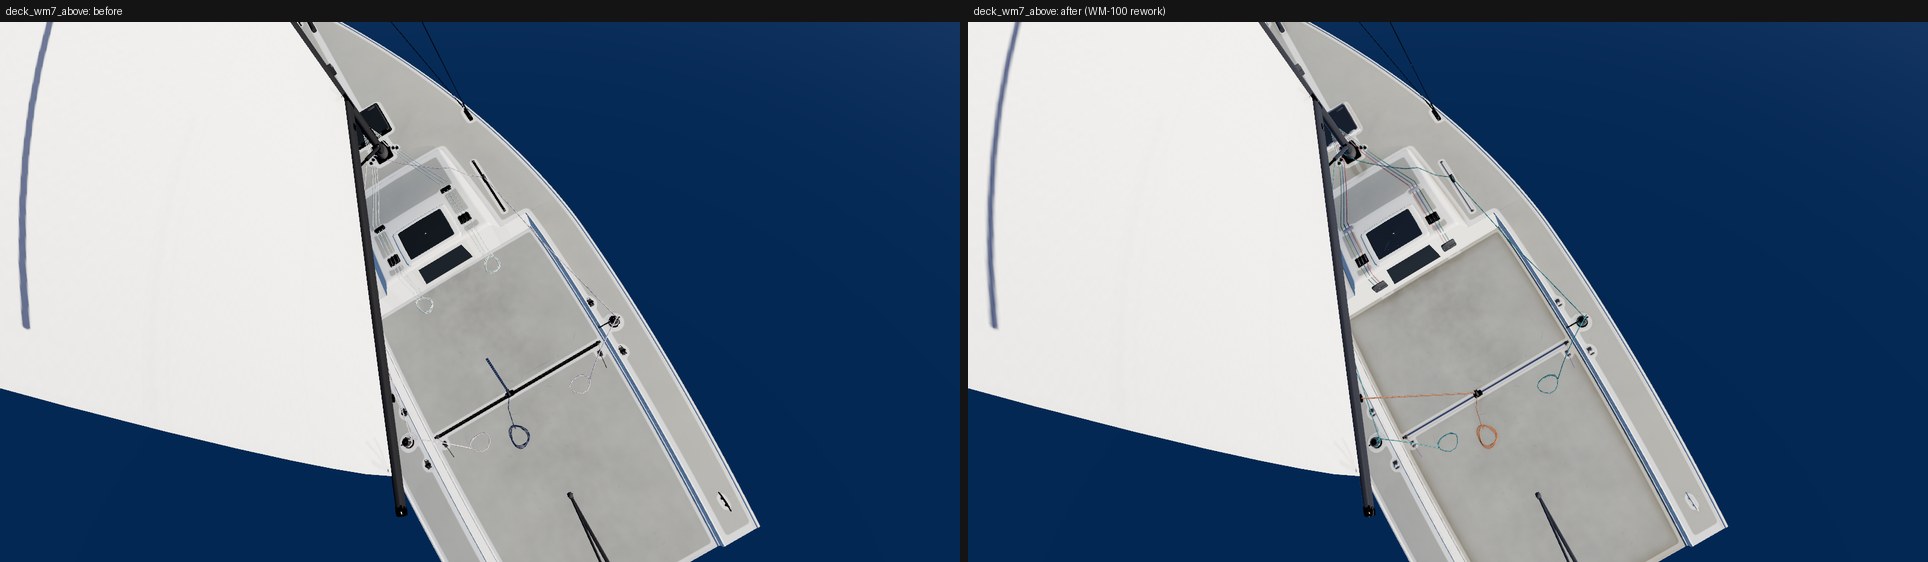 deck_wm7_above: before
deck_wm7_above: after (WM-100 rework)